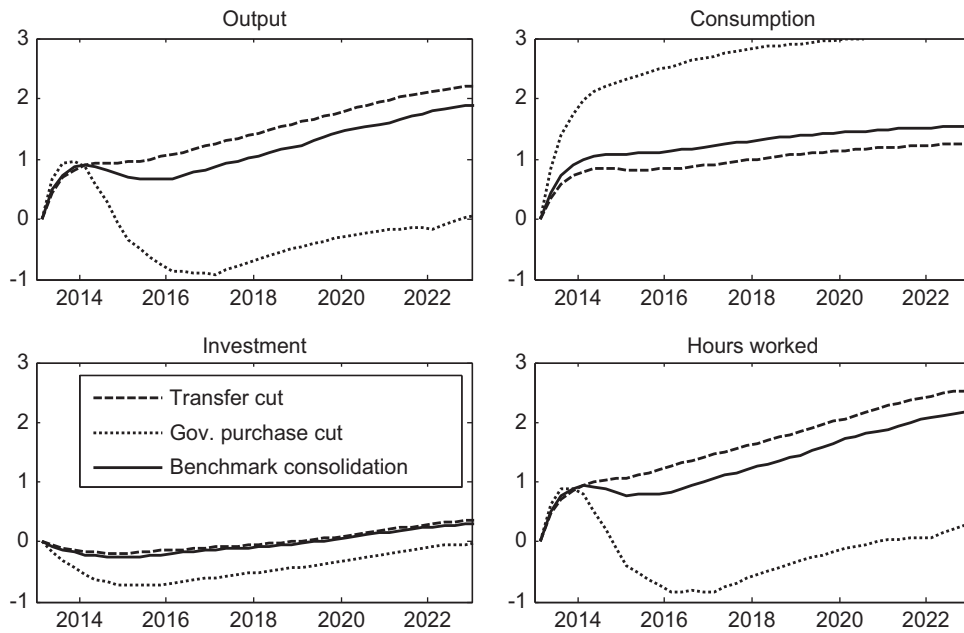 Output
3
2
1
0
-1
2014 2016 2018 2020 2022
Consumption
3
2
1
0
-1
2014 2016 2018 2020 2022
Investment
3
2
1
0
-1
2014 2016 2018 2020 2022
Transfer cut
Gov. purchase cut
Benchmark consolidation
Hours worked
3
2
1
0
-1
2014 2016 2018 2020 2022